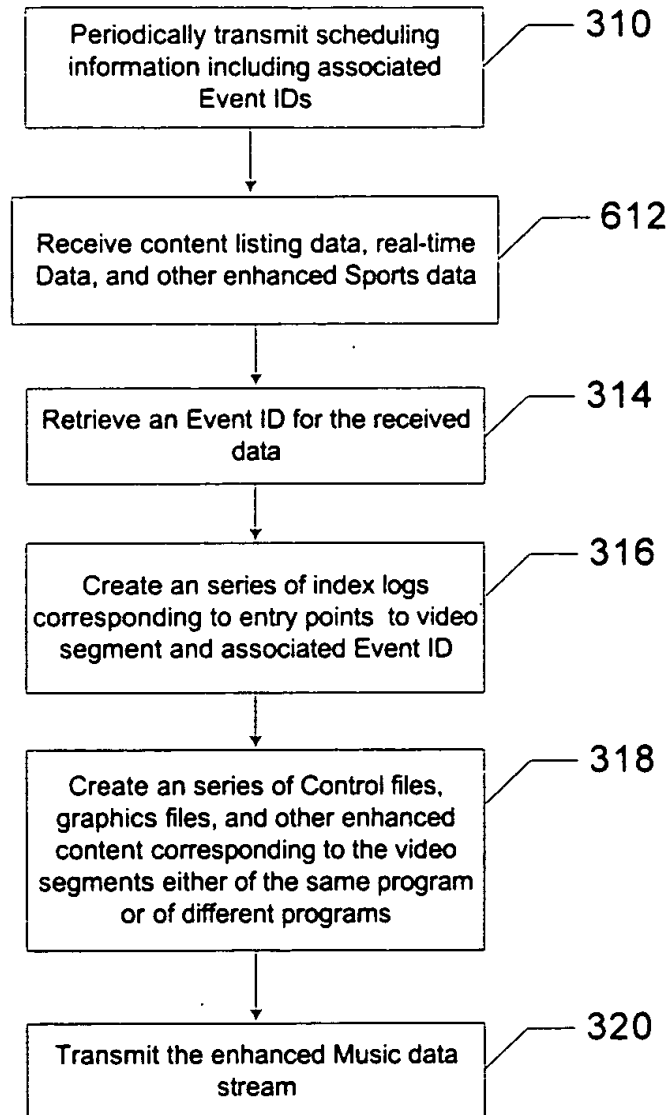 Periodically transmit scheduling
information including associated
Event IDs
310
Receive content listing data, real-time
Data, and other enhanced Sports data
612
Retrieve an Event ID for the received
data
314
Create an series of index logs
corresponding to entry points to video
segment and associated Event ID
316
Create an series of Control files,
graphics files, and other enhanced
content corresponding to the video
segments either of the same program
or of different programs
318
Transmit the enhanced Music data
stream
320